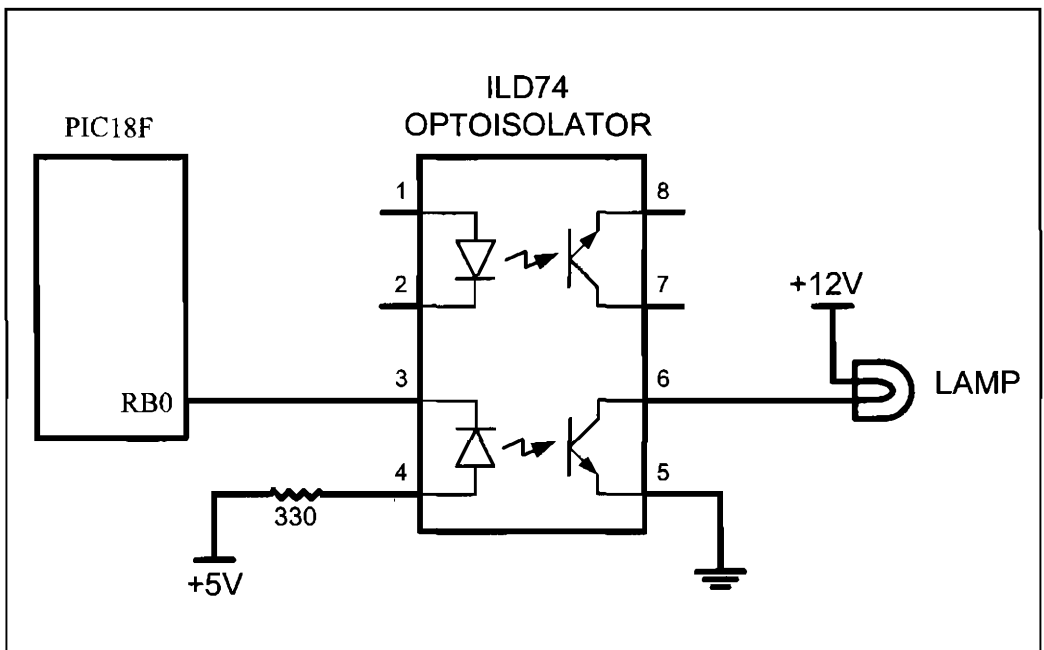 ILD74
OPTOISOLATOR
PIC18F
1
8
2
7
+12V
3
6
LAMP
RB0
4
5
330
+5V